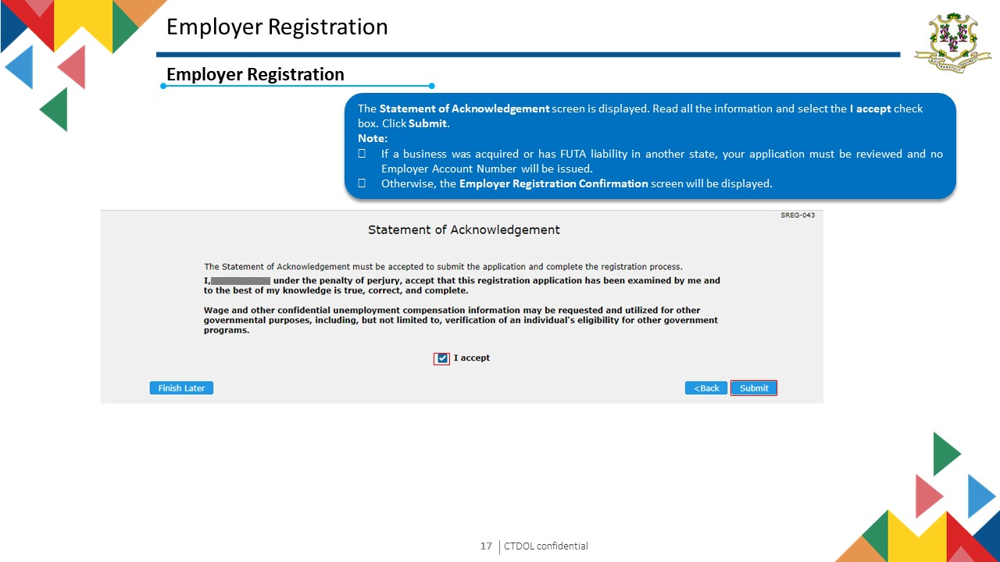 Employer Registration
Employer Registration
The Statement of Acknowledgement screen is displayed. Read all the information and select the I accept check
box. Click Submit.
Note:
If a business was acquired or has FUTA liability in another state, your application must be reviewed and no
Employer Account Number will be issued.
Otherwise, the Employer Registration Confirmation screen will be displayed.
SREG-043
Statement of Acknowledgement
The Statement of Acknowledgement must be accepted to submit the application and complete the registration process.
I, under the penalty of perjury, accept that this registration application has been examined by me and
to the best of my knowledge is true, correct, and complete.
Wage and other confidential unemployment compensation information may be requested and utilized for other
governmental purposes, including, but not limited to, verification of an individual's eligibility for other government
programs.
I accept
Finish Later
<Back
Submit
17
CTDOL confidential